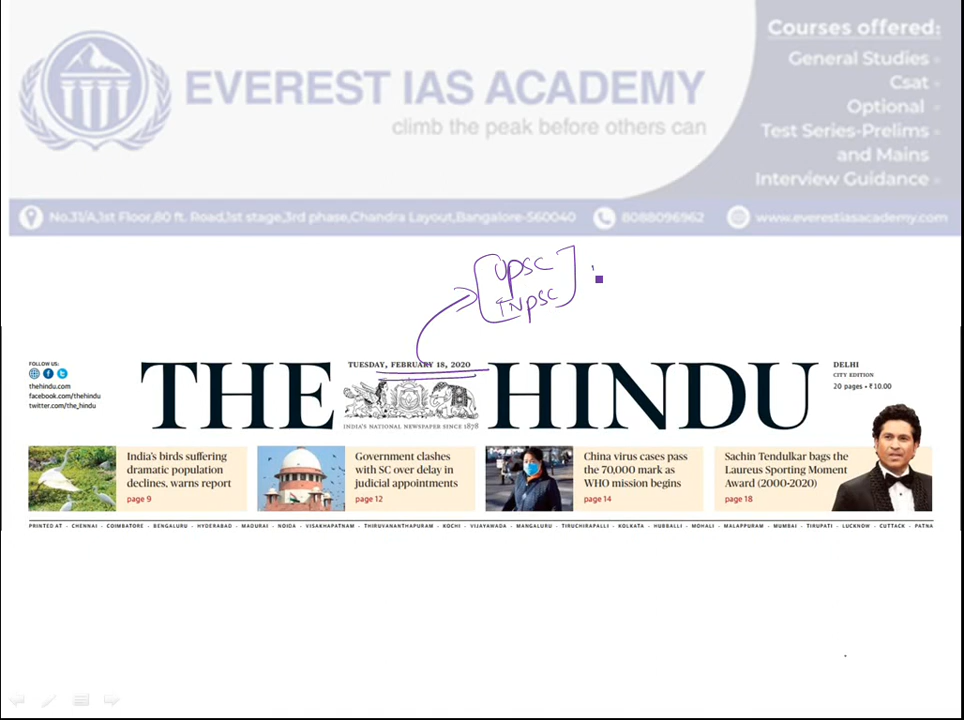 Courses offered:
General Studies
Csat
Optional
Test Series-Prelims
and Mains
Interview Guidance
EVEREST IAS ACADEMY
climb the peak before others can
No.31/A,1st Floor,80 ft. Road,1st stage,3rd phase,Chandra Layout,Bangalore-560040
8088096962
www.everestiasacademy.com
UPSC
TNPSC
FOLLOW US:
thehindu.com
facebook.com/thehindu
twitter.com/the_hindu
TUESDAY, FEBRUARY 18, 2020
THE HINDU
INDIA'S NATIONAL NEWSPAPER SINCE 1878
DELHI
CITY EDITION
20 pages • ₹10.00
India's birds suffering
dramatic population
declines, warns report
page 9
Government clashes
with SC over delay in
judicial appointments
page 12
China virus cases pass
the 70,000 mark as
WHO mission begins
page 14
Sachin Tendulkar bags the
Laureus Sporting Moment
Award (2000-2020)
page 18
PRINTED AT • CHENNAI • COIMBATORE • BENGALURU • HYDERABAD • MADURAI • NOIDA • VISAKHAPATNAM • THIRUVANANTHAPURAM • KOCHI • VIJAYAWADA • MANGALURU • TIRUCHIRAPALLI • KOLKATA • HUBBALLI • MOHALI • MALAPPURAM • MUMBAI • TIRUPATI • LUCKNOW • CUTTACK • PATNA